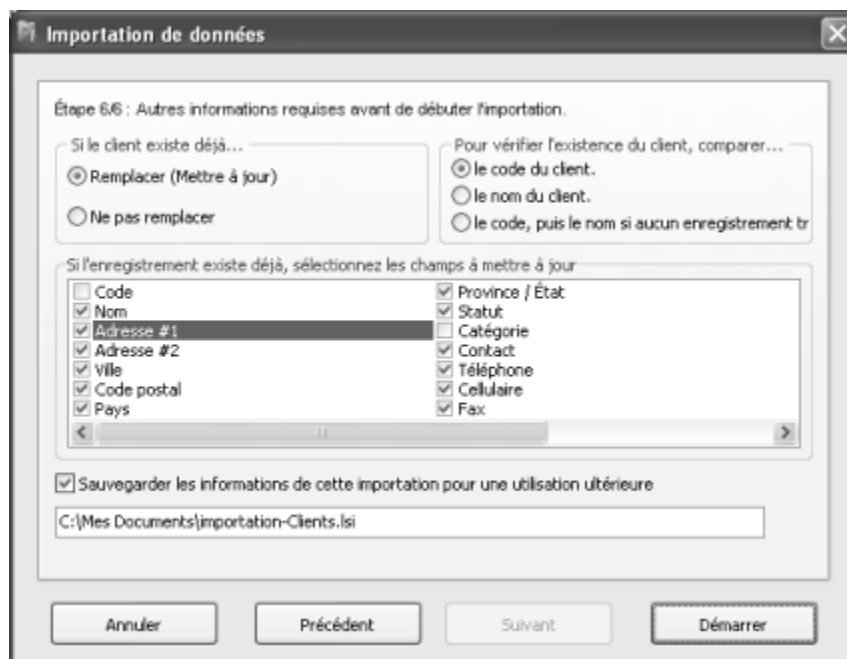 Importation de données
Étape 6/6 : Autres informations requises avant de débuter l'importation.
Si le client existe déjà...
Remplacer (Mettre à jour)
Ne pas remplacer
Pour vérifier l'existence du client, comparer...
le code du client.
le nom du client.
le code, puis le nom si aucun enregistrement tr
Si l'enregistrement existe déjà, sélectionnez les champs à mettre à jour
Code
Nom
Adresse #1
Adresse #2
Ville
Code postal
Pays
Province / État
Statut
Catégorie
Contact
Téléphone
Cellulaire
Fax
Sauvegarder les informations de cette importation pour une utilisation ultérieure
C:\Mes Documents\importation-Clients.lsi
Annuler
Précédent
Suivant
Démarrer